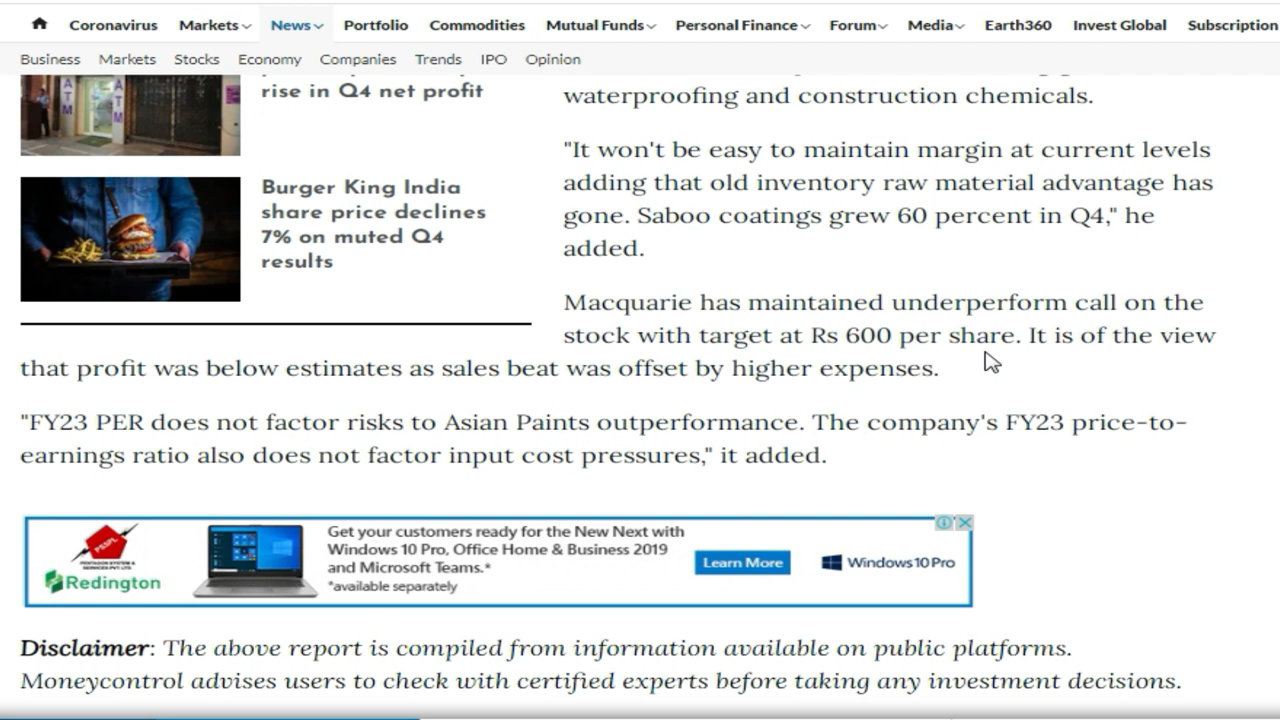 Coronavirus Markets News Portfolio Commodities Mutual Funds Personal Finance Forum Media Earth360 Invest Global Subscription
Business Markets Stocks Economy Companies Trends IPO Opinion
ATM ATM
rise in Q4 net profit
Burger King India
share price declines
7% on muted Q4
results
waterproofing and construction chemicals.
"It won't be easy to maintain margin at current levels
adding that old inventory raw material advantage has
gone. Saboo coatings grew 60 percent in Q4," he
added.
Macquarie has maintained underperform call on the
stock with target at Rs 600 per share. It is of the view
that profit was below estimates as sales beat was offset by higher expenses.
"FY23 PER does not factor risks to Asian Paints outperformance. The company's FY23 price-to-
earnings ratio also does not factor input cost pressures," it added.
Redington
Get your customers ready for the New Next with
Windows 10 Pro, Office Home & Business 2019
and Microsoft Teams.*
*available separately
Learn More
Windows 10 Pro
Disclaimer: The above report is compiled from information available on public platforms.
Moneycontrol advises users to check with certified experts before taking any investment decisions.